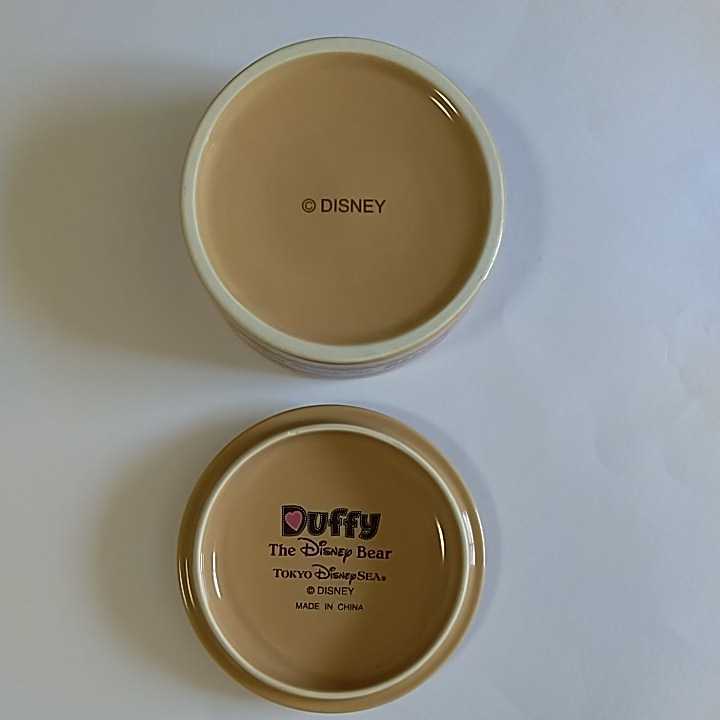 © DISNEY
Duffy
The Disney Bear
TOKYO DISNEYSEA®
© DISNEY
MADE IN CHINA